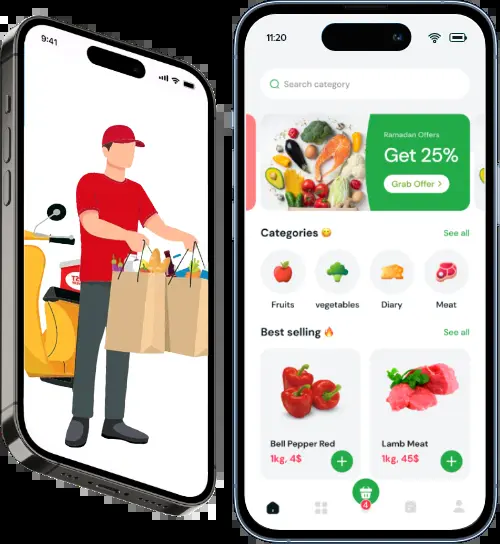 9:41
11:20
Search category
Ramadan Offers
Get 25%
Grab Offer >
Categories 😋
See all
Fruits
vegetables
Diary
Meat
Best selling 🔥
See all
Bell Pepper Red
1kg, 4$
Lamb Meat
1kg, 45$
4